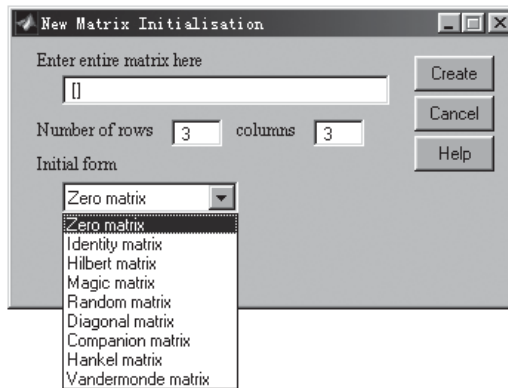 New Matrix Initialisation
Enter entire matrix here
[]
Create
Cancel
Number of rows 3 columns 3
Help
Initial form
Zero matrix
Zero matrix
Identity matrix
Hilbert matrix
Magic matrix
Random matrix
Diagonal matrix
Companion matrix
Hankel matrix
Vandermonde matrix